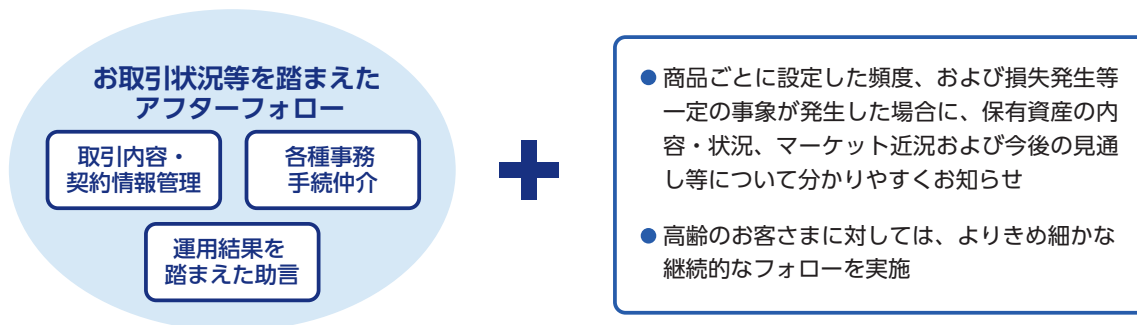 お取引状況等を踏まえた
アフターフォロー
取引内容・
契約情報管理
各種事務
手続仲介
運用結果を
踏まえた助言
● 商品ごとに設定した頻度、および損失発生等
一定の事象が発生した場合に、保有資産の内
容・状況、マーケット近況および今後の見通
し等について分かりやすくお知らせ
● 高齢のお客さまに対しては、よりきめ細かな
継続的なフォローを実施